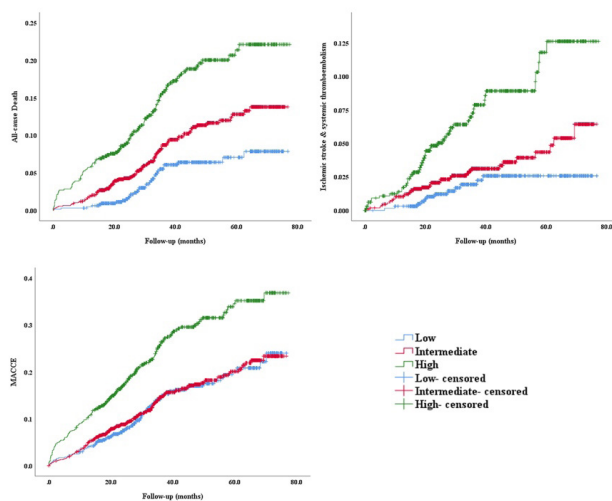 0.25
0.20
0.15
0.10
0.05
0.00
All-cause Death
.0 20.0 40.0 60.0 80.0
Follow-up (months)
0.125
0.100
0.075
0.050
0.025
0.000
Ischemic stroke & systemic thromboembolism
.0 20.0 40.0 60.0 80.0
Follow-up (months)
0.4
0.3
0.2
0.1
0.0
MACCE
.0 20.0 40.0 60.0 80.0
Follow-up (months)
Low
Intermediate
High
Low- censored
Intermediate- censored
High- censored